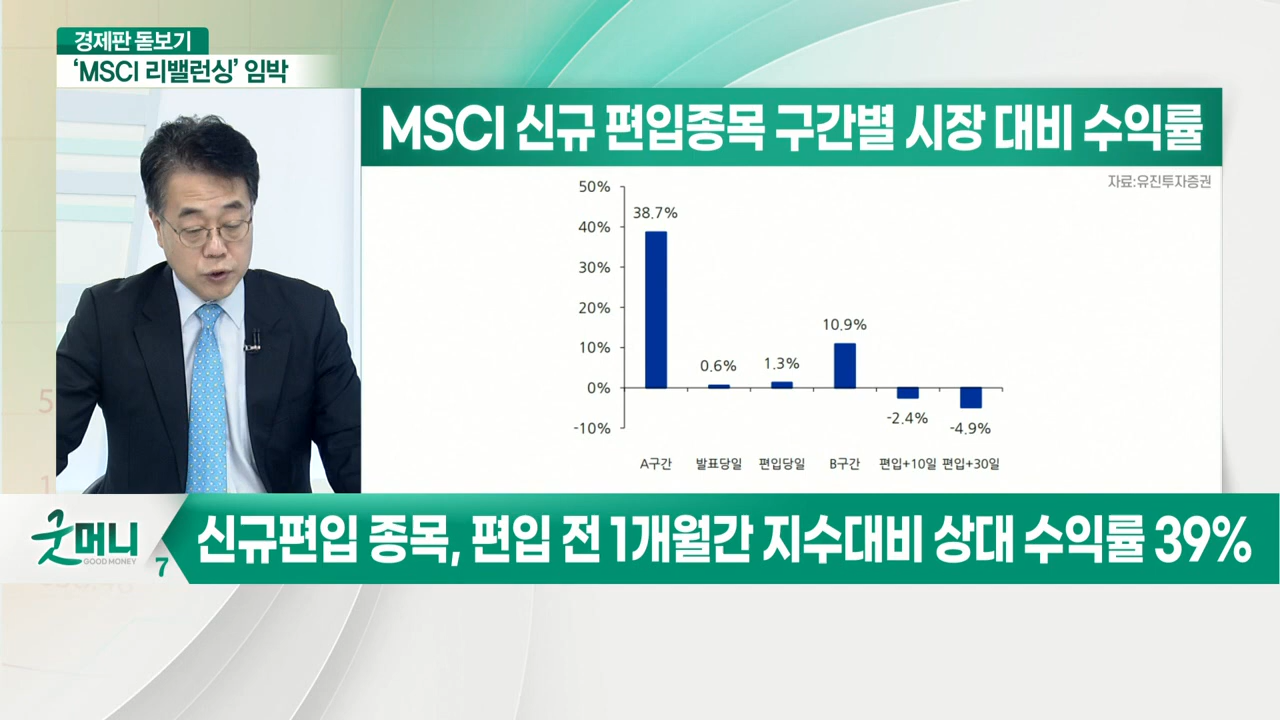 경제판 돋보기
‘MSCI 리밸런싱’ 임박
MSCI 신규 편입종목 구간별 시장 대비 수익률
자료:유진투자증권
50%
40%
30%
20%
10%
0%
-10%
38.7%
0.6%
1.3%
10.9%
-2.4%
-4.9%
A구간 발표당일 편입당일 B구간 편입+10일 편입+30일
굿머니
GOOD MONEY
7
신규편입 종목, 편입 전 1개월간 지수대비 상대 수익률 39%